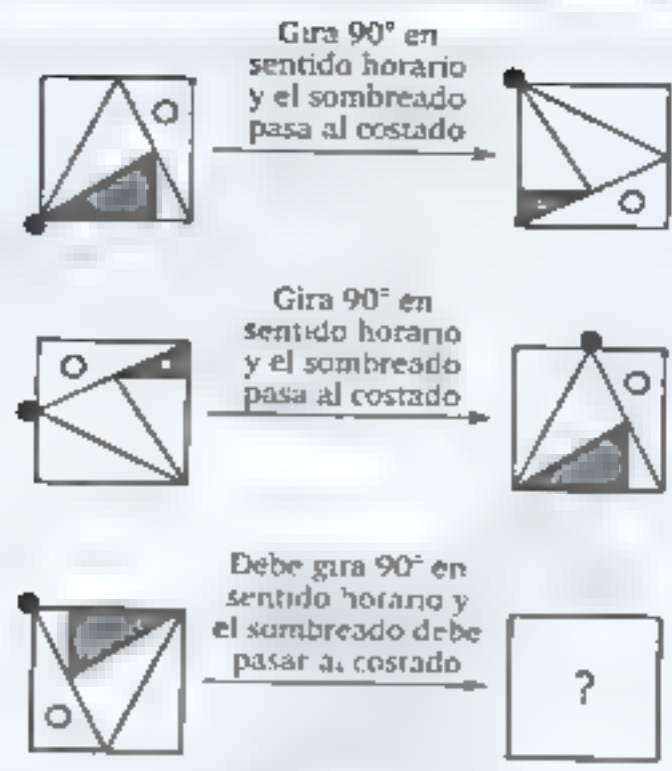 Gira 90° en
sentido horario
y el sombreado
pasa al costado
Gira 90° en
sentido horario
y el sombreado
pasa al costado
Debe gira 90° en
sentido horario y
el sombreado debe
pasar al costado
?